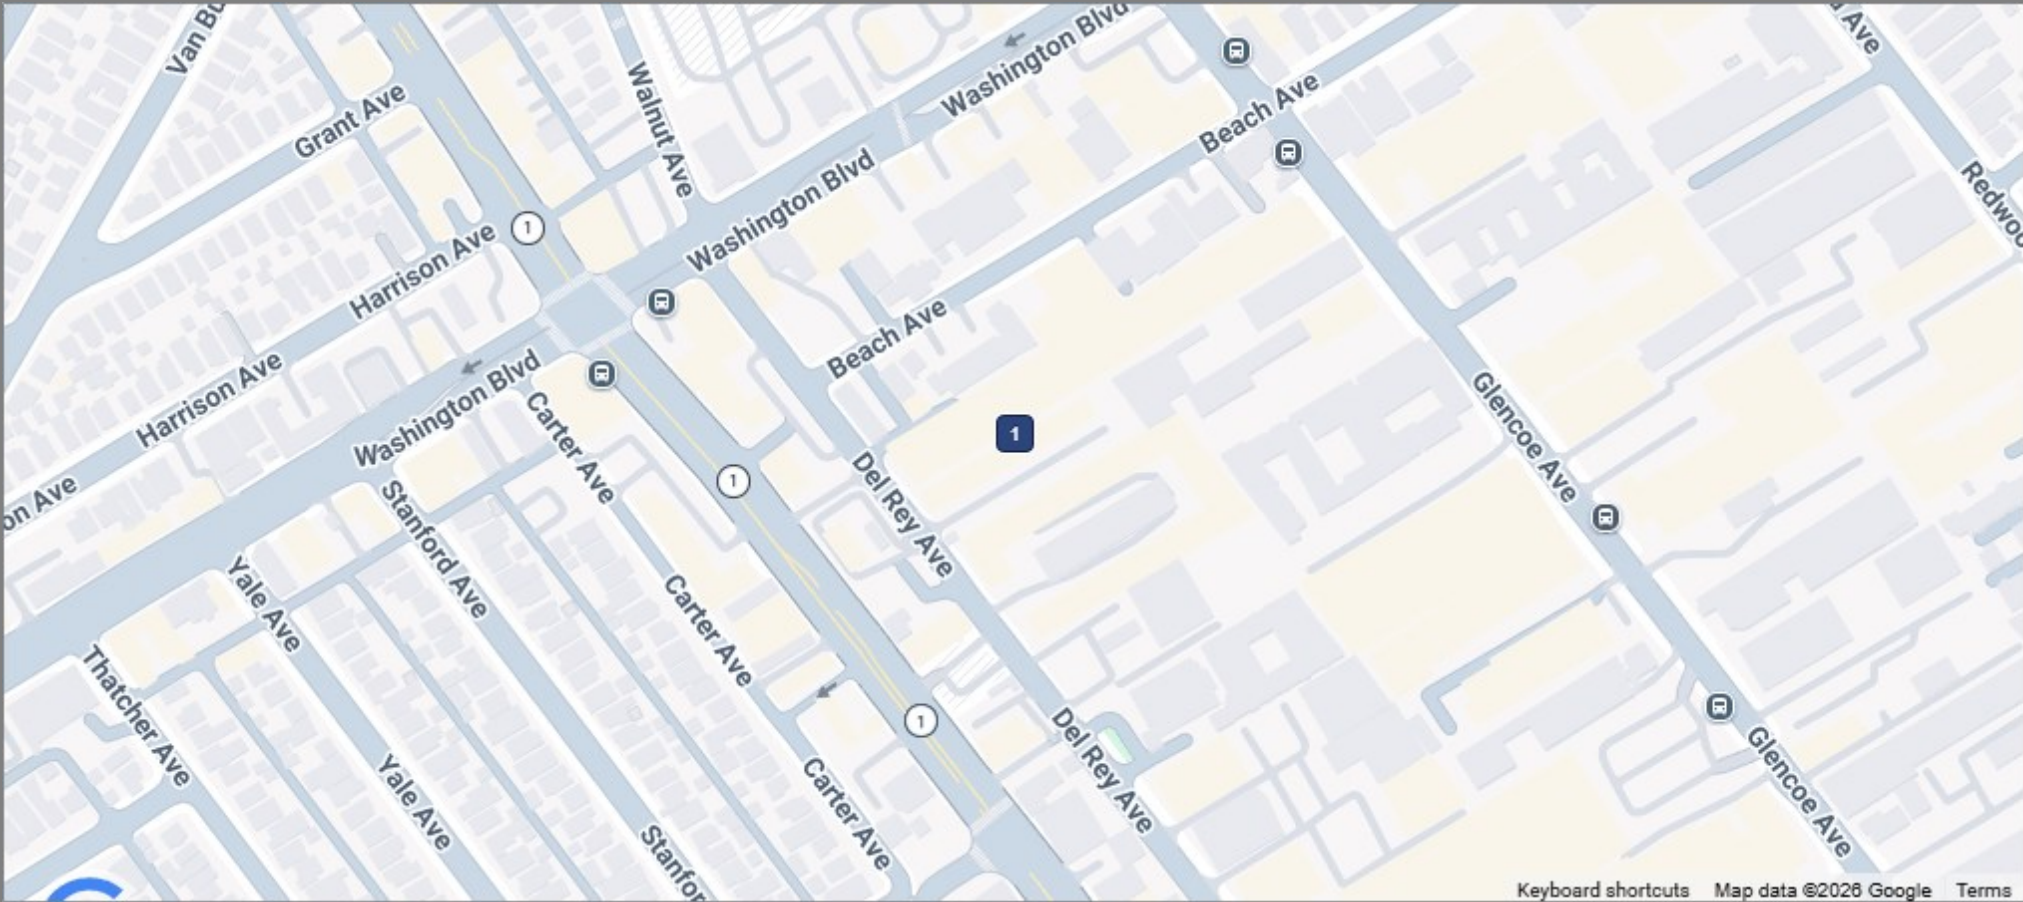 Van Bu
Grant Ave
Walnut Ave
Washington Blvd
Washington Blvd
Beach Ave
a Ave
Redwoo
1
Harrison Ave
Harrison Ave
on Ave
Washington Blvd
Beach Ave
1
Carter Ave
1
Del Rey Ave
Glencoe Ave
Stanford Ave
Yale Ave
Carter Ave
Thatcher Ave
1
Del Rey Ave
Yale Ave
Carter Ave
Stanfor
Glencoe Ave
Keyboard shortcuts Map data ©2026 Google Terms